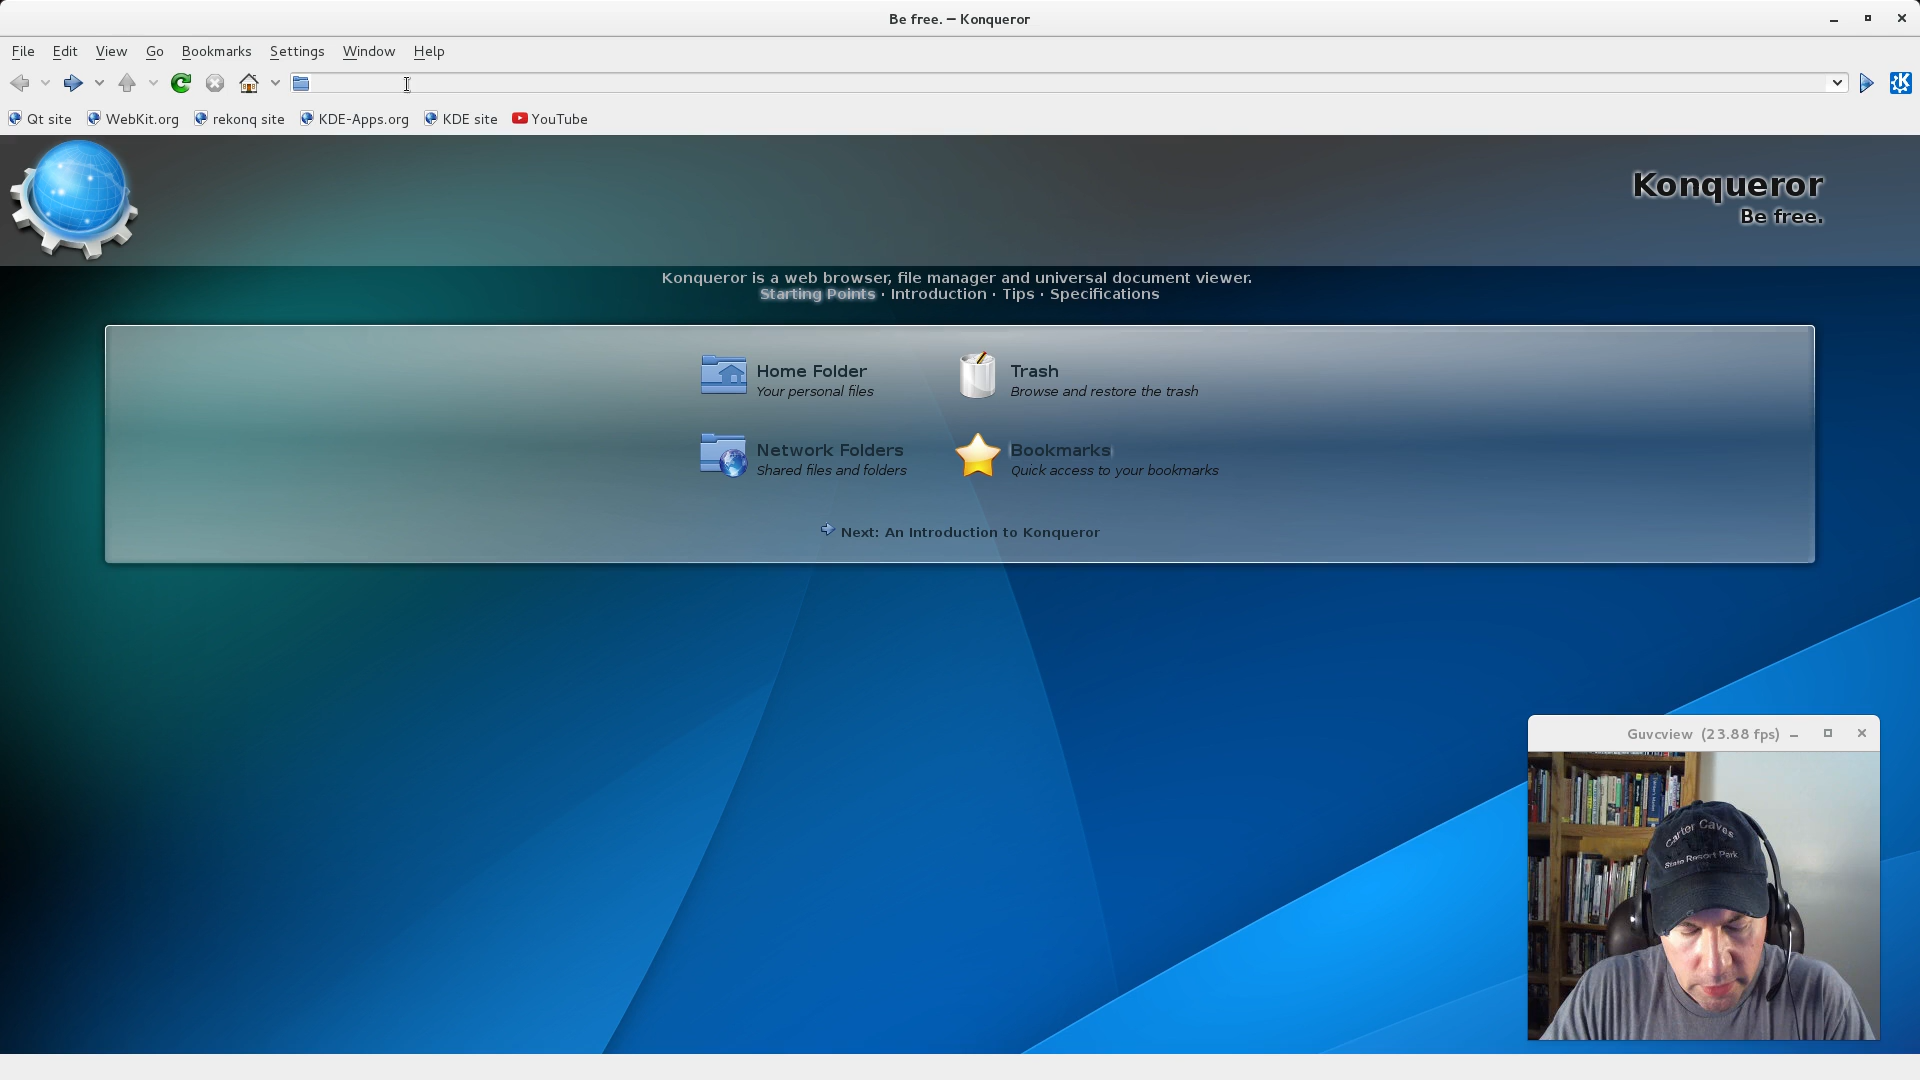 Be free. — Konqueror
File Edit View Go Bookmarks Settings Window Help
Qt site WebKit.org rekonq site KDE-Apps.org KDE site YouTube
Konqueror
Be free.
Konqueror is a web browser, file manager and universal document viewer.
Starting Points · Introduction · Tips · Specifications
Home Folder
Your personal files
Trash
Browse and restore the trash
Network Folders
Shared files and folders
Bookmarks
Quick access to your bookmarks
Next: An Introduction to Konqueror
Guvcview (23.88 fps)
Carter Caves
State Resort Park